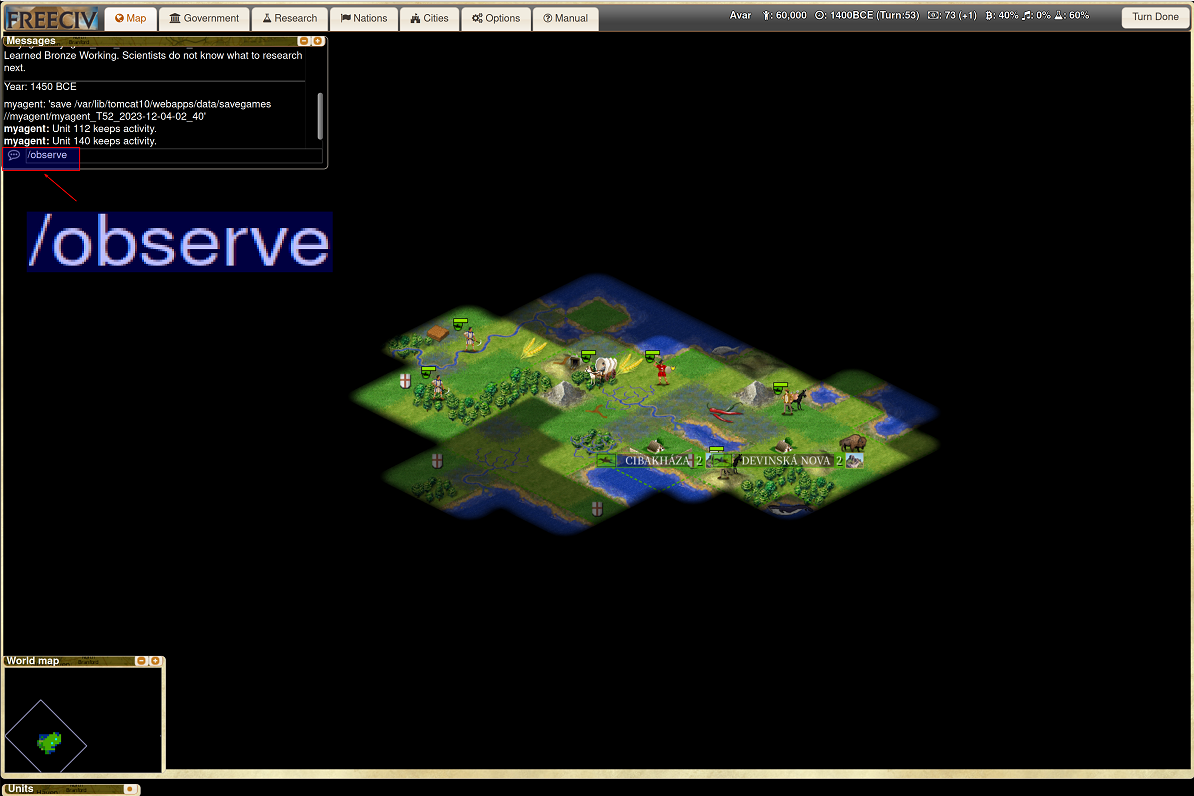 FREECIV
Map
Government
Research
Nations
Cities
Options
Manual
Avar
: 60,000
: 1400BCE (Turn:53)
: 73 (+1)
: 40%
: 0%
: 60%
Turn Done
Messages
Learned Bronze Working. Scientists do not know what to research
next.
Year: 1450 BCE
myagent: 'save /var/lib/tomcat10/webapps/data/savegames
//myagent/myagent_T52_2023-12-04-02_40'
myagent: Unit 112 keeps activity.
myagent: Unit 140 keeps activity.
/observe
/observe
CIBAKHÁZA 2
DEVINSKÁ NOVA 2
World map
Units